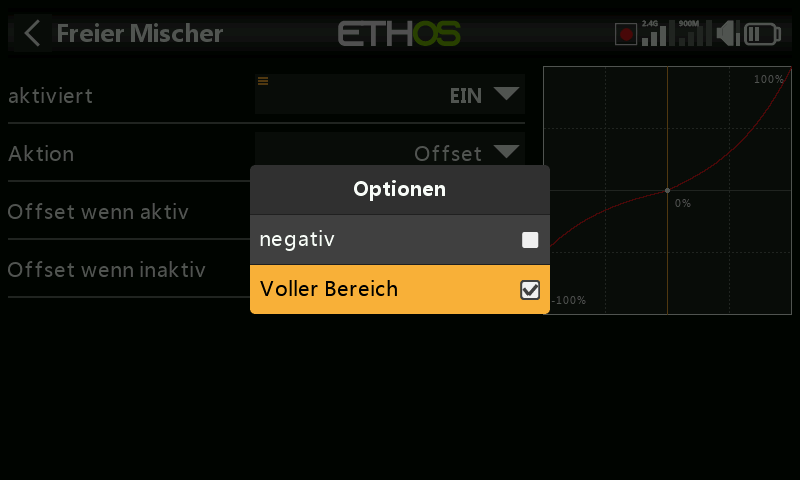 Freier Mischer
ETHOS
2.4G
900M
aktiviert
EIN
100%
Aktion
Offset
Optionen
Offset wenn aktiv
negativ
0%
Offset wenn inaktiv
Voller Bereich
-100%